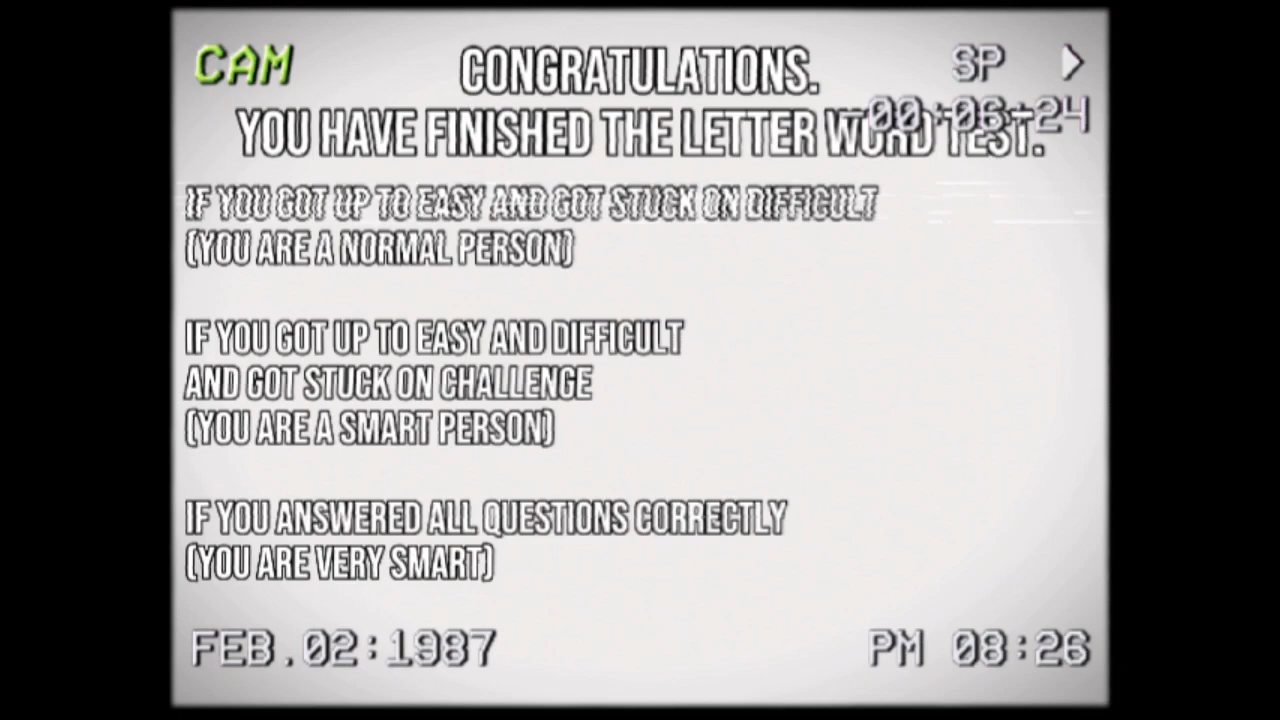 CAM
SP
CONGRATULATIONS.
-00:06:24
YOU HAVE FINISHED THE LETTER WORD TEST.
IF YOU GOT UP TO EASY AND GOT STUCK ON DIFFICULT
(YOU ARE A NORMAL PERSON)
IF YOU GOT UP TO EASY AND DIFFICULT
AND GOT STUCK ON CHALLENGE
(YOU ARE A SMART PERSON)
IF YOU ANSWERED ALL QUESTIONS CORRECTLY
(YOU ARE VERY SMART)
FEB.02:1987
PM 08:26